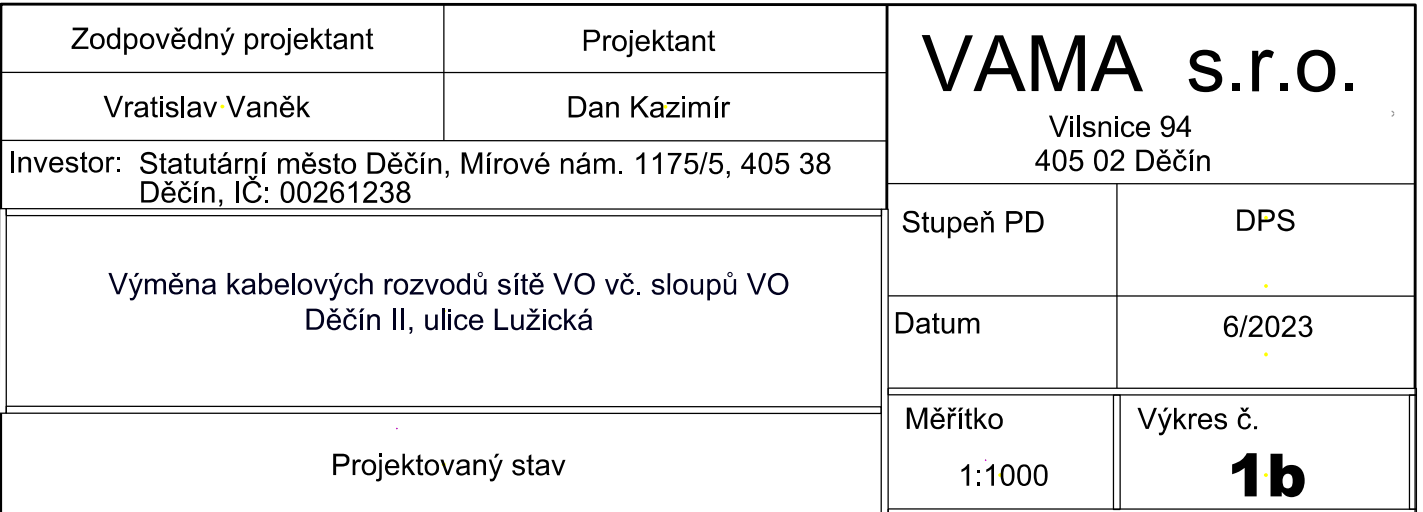 Zodpovědný projektant
Projektant
Vratislav Vaněk
Dan Kazimír
Investor: Statutární město Děčín, Mírové nám. 1175/5, 405 38
Děčín, IČ: 00261238
Výměna kabelových rozvodů sítě VO vč. sloupů VO
Děčín II, ulice Lužická
Projektovaný stav
VAMA s.r.o.
Vilsnice 94
405 02 Děčín
Stupeň PD
DPS
Datum
6/2023
Měřítko
1:1000
Výkres č.
1b